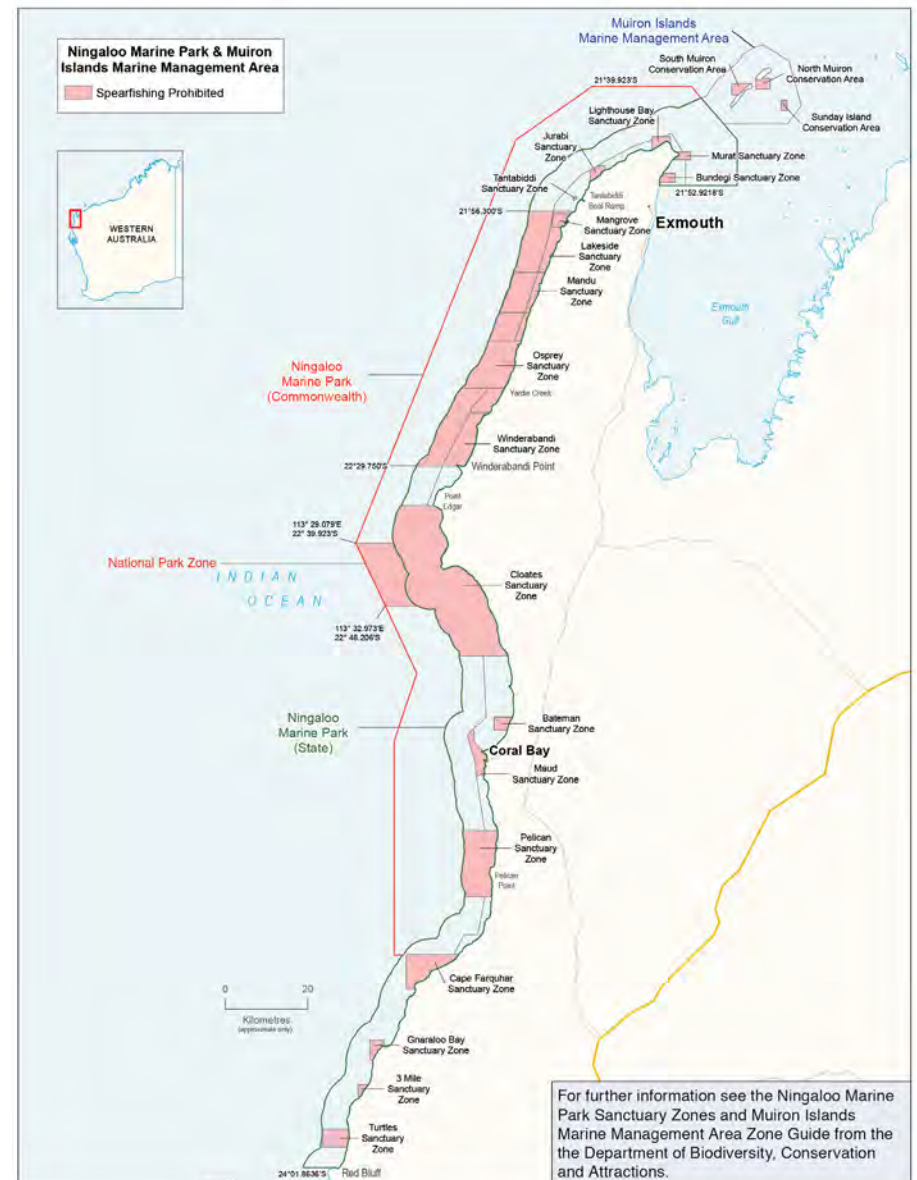 Ningaloo Marine Park & Muiron
Islands Marine Management Area
Spearfishing Prohibited
WESTERN
AUSTRALIA
Muiron Islands
Marine Management Area
South Muiron
Conservation Area
North Muiron
Conservation Area
Sunday Island
Conservation Area
21°39.923'S
Lighthouse Bay
Sanctuary Zone
Jurabi
Sanctuary
Zone
Murat Sanctuary Zone
Tantabiddi
Sanctuary Zone
Bundegi Sanctuary Zone
21°52.9218'S
Tantabiddi
Boat Ramp
21°56.300'S
Mangrove
Sanctuary Zone
Exmouth
Lakeside
Sanctuary
Zone
Mandu
Sanctuary
Zone
Exmouth
Gulf
Osprey
Sanctuary
Zone
Ningaloo
Marine Park
(Commonwealth)
Yardie Creek
Winderabandi
Sanctuary Zone
22°29.750'S
Winderabandi Point
Point
Edgar
113° 29.079'E
22° 39.923'S
National Park Zone
INDIAN
OCEAN
Cloates
Sanctuary
Zone
113° 32.973'E
22° 46.206'S
Ningaloo
Marine Park
(State)
Bateman
Sanctuary Zone
Coral Bay
Maud
Sanctuary Zone
Pelican
Sanctuary
Zone
Pelican
Point
Cape Farquhar
Sanctuary Zone
0 20
Kilometres
(approximate only)
Gnaraloo Bay
Sanctuary Zone
3 Mile
Sanctuary
Zone
Turtles
Sanctuary
Zone
24°01.8636'S
Red Bluff
For further information see the Ningaloo Marine
Park Sanctuary Zones and Muiron Islands
Marine Management Area Zone Guide from the
the Department of Biodiversity, Conservation
and Attractions.